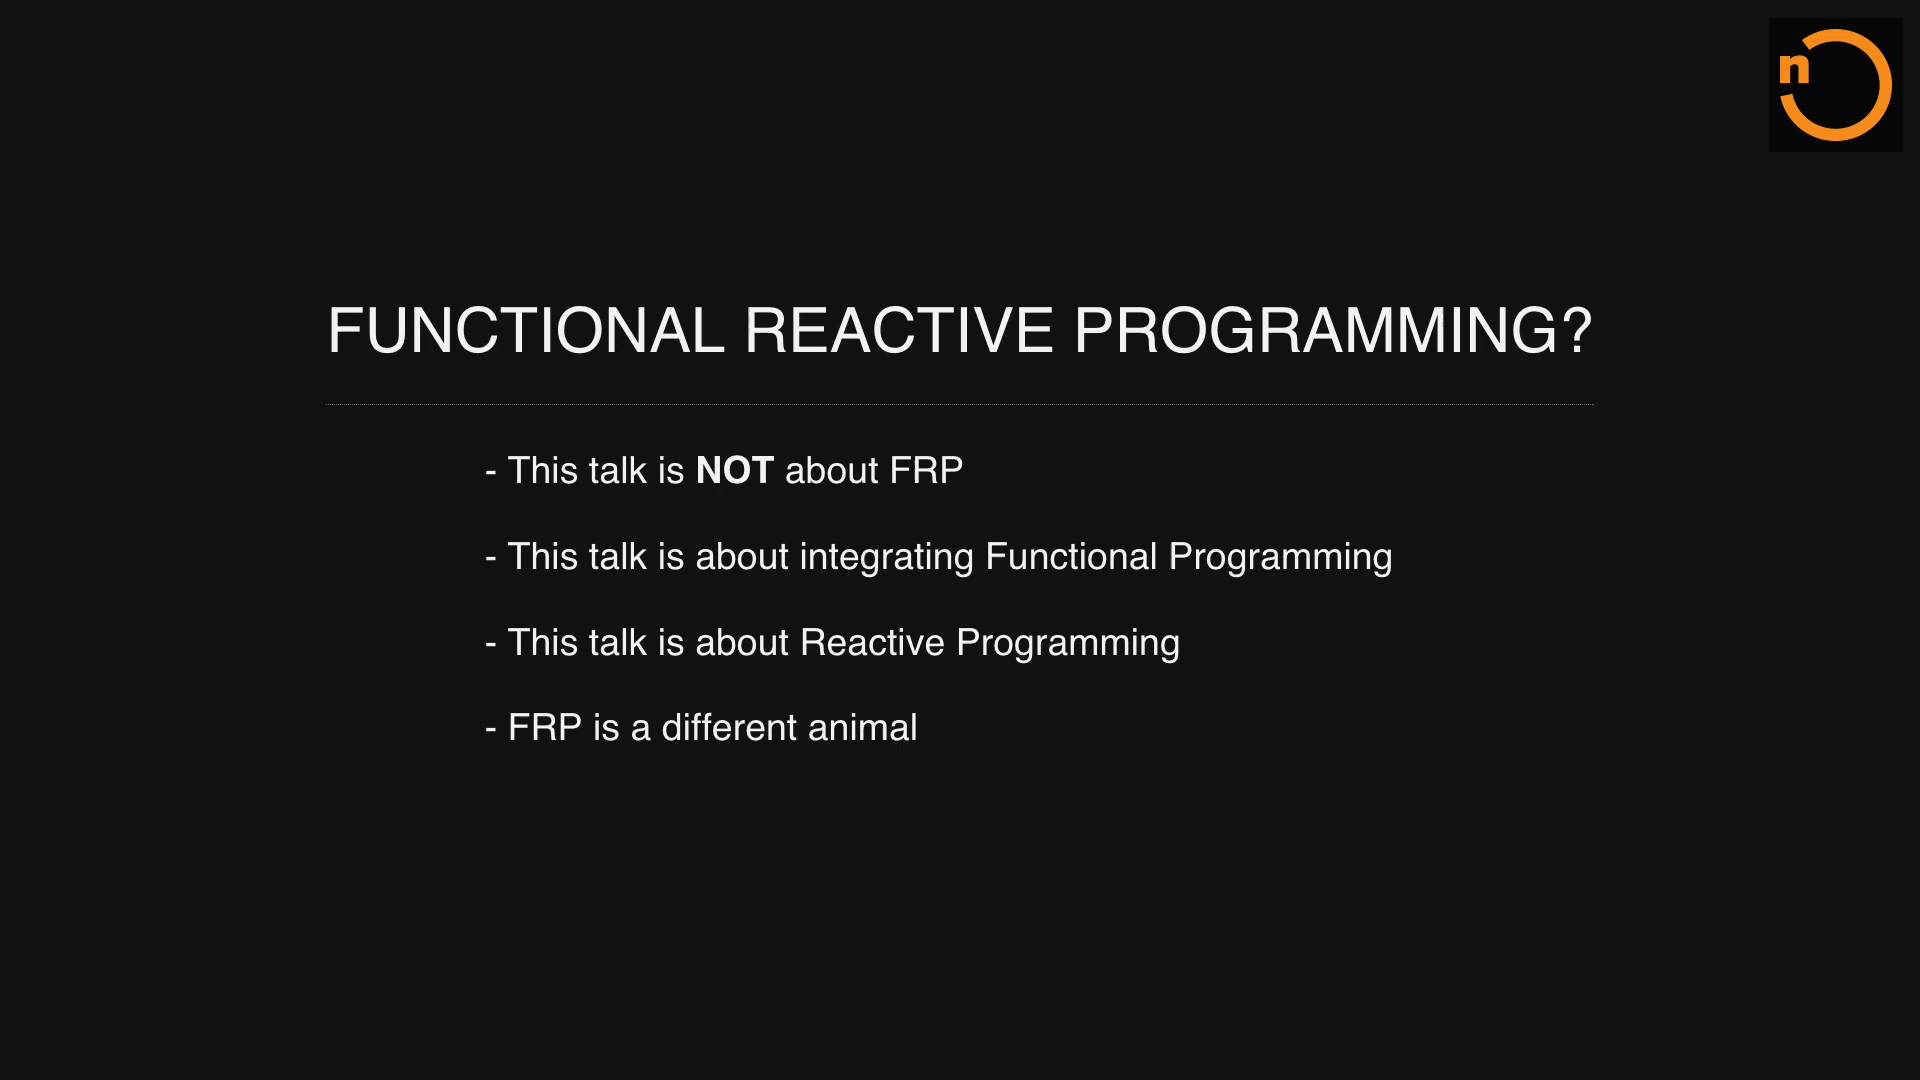 n
FUNCTIONAL REACTIVE PROGRAMMING?
- This talk is NOT about FRP
- This talk is about integrating Functional Programming
- This talk is about Reactive Programming
- FRP is a different animal